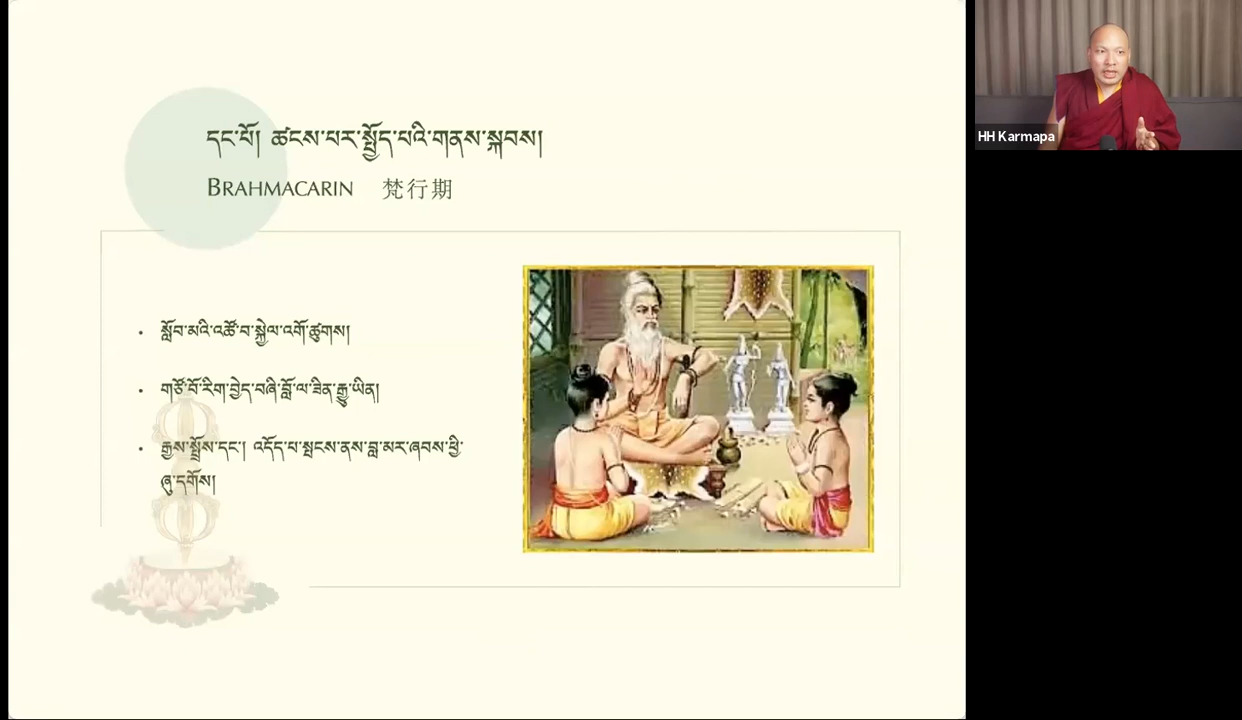 དང་པོ། ཚངས་པར་སྤྱོད་པའི་གནས་སྐབས།
BRAHMACARIN 梵行期
• སློབ་མའི་འཚོ་བ་སྐྱེལ་འགོ་ཚུགས།
• གཙོ་བོ་རིག་བྱེད་བཞི་བློ་ལ་ཟིན་རྒྱུ་ཡིན།
• རྒྱས་སྤྲོས་དང་། འདོད་པ་སྤངས་ནས་བླ་མར་ཞབས་ཕྱི་
ཞུ་དགོས།
HH Karmapa